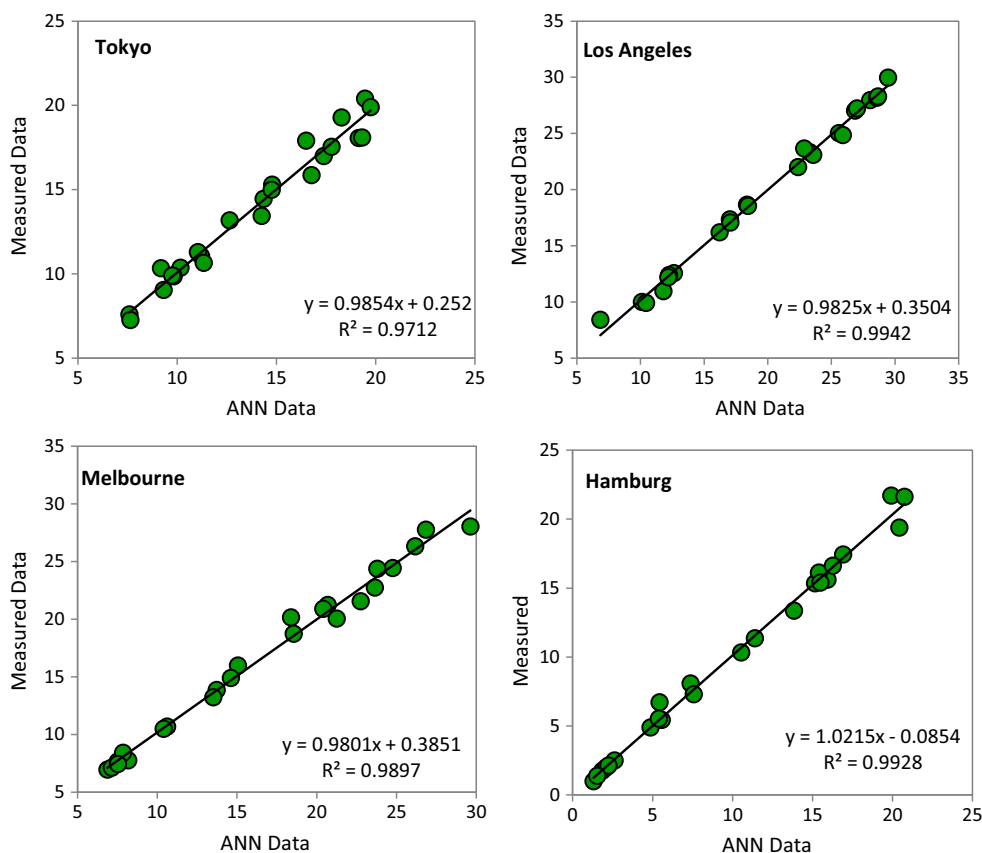 Tokyo
25
20
15
10
5
5 10 15 20 25
Measured Data
ANN Data
y = 0.9854x + 0.252
R² = 0.9712
Los Angeles
35
30
25
20
15
10
5
5 10 15 20 25 30 35
Measured Data
ANN Data
y = 0.9825x + 0.3504
R² = 0.9942
Melbourne
35
30
25
20
15
10
5
5 10 15 20 25 30
Measured Data
ANN Data
y = 0.9801x + 0.3851
R² = 0.9897
Hamburg
25
20
15
10
5
0
0 5 10 15 20 25
Measured
ANN Data
y = 1.0215x - 0.0854
R² = 0.9928